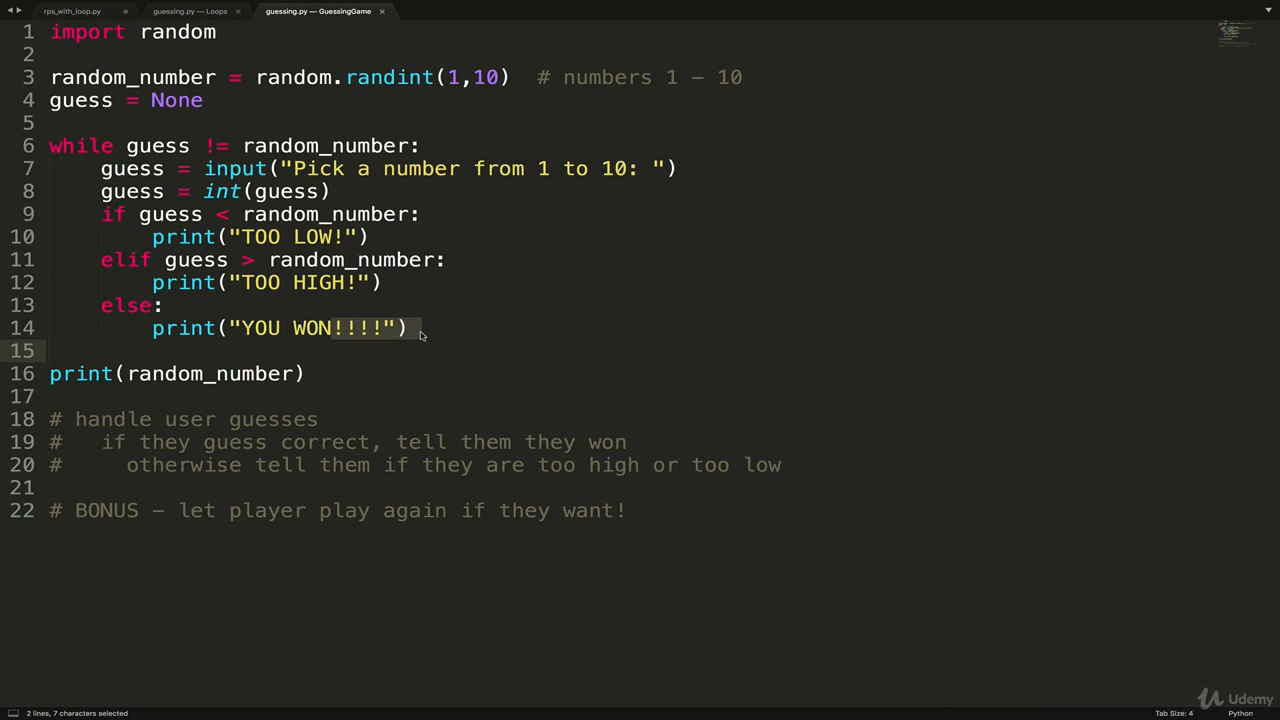 rps_with_loop.py
guessing.py — Loops
guessing.py — GuessingGame
1 import random
2
3 random_number = random.randint(1,10)  # numbers 1 - 10
4 guess = None
5
6 while guess != random_number:
7     guess = input("Pick a number from 1 to 10: ")
8     guess = int(guess)
9     if guess < random_number:
10         print("TOO LOW!")
11     elif guess > random_number:
12         print("TOO HIGH!")
13     else:
14         print("YOU WON!!!!")
15
16 print(random_number)
17
18 # handle user guesses
19 #   if they guess correct, tell them they won
20 #     otherwise tell them if they are too high or too low
21
22 # BONUS - let player play again if they want!
Udemy
2 lines, 7 characters selected
Tab Size: 4
Python